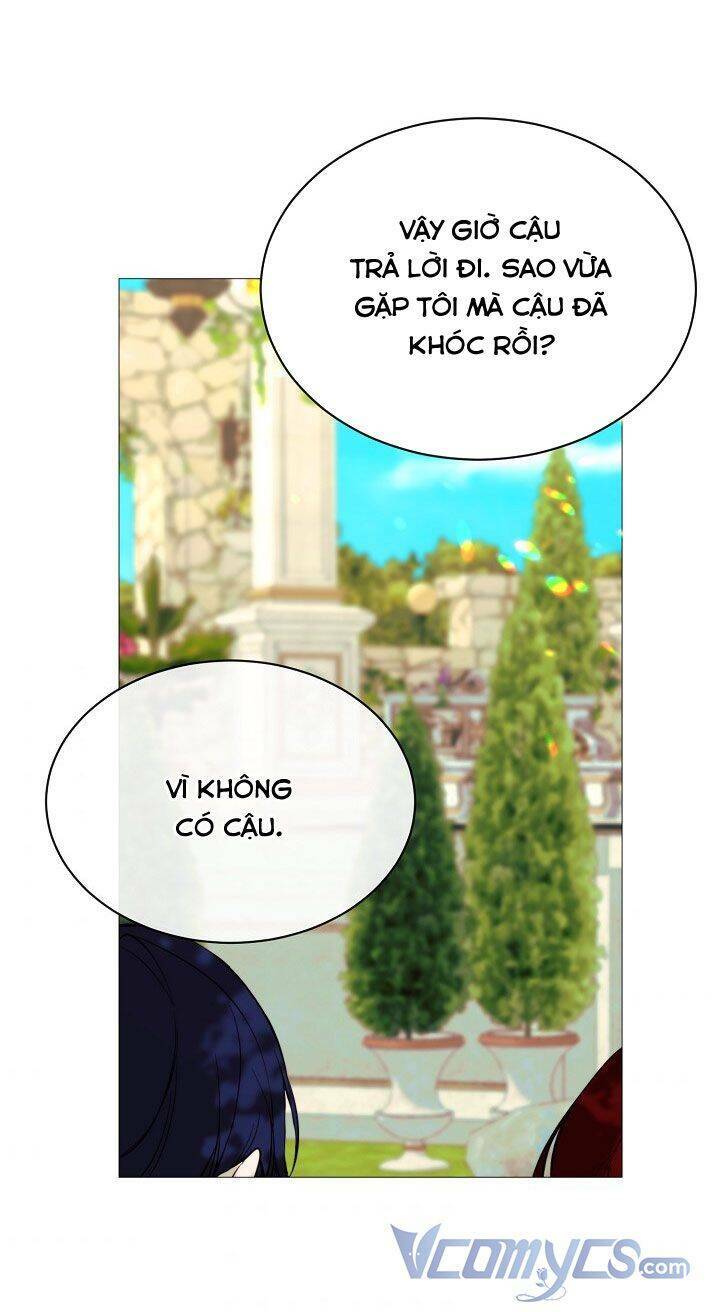 VẬY GIỜ CẬU
TRẢ LỜI ĐI. SAO VỪA
GẶP TÔI MÀ CẬU ĐÃ
KHÓC RỒI?
VÌ KHÔNG
CÓ CẬU.
VCOMYCS.com